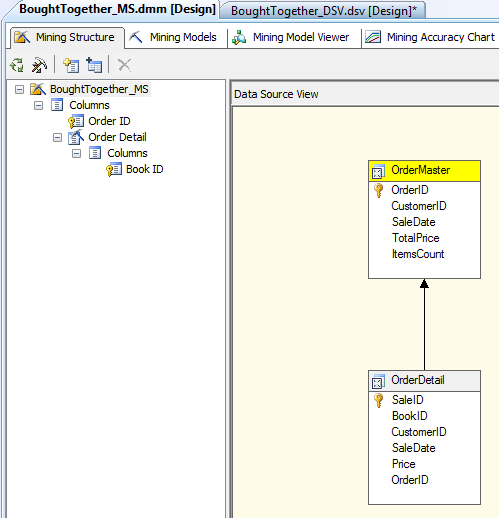 BoughtTogether_MS.dmm [Design] BoughtTogether_DSV.dsv [Design]*
Mining Structure Mining Models Mining Model Viewer Mining Accuracy Chart
BoughtTogether_MS
Columns
Order ID
Order Detail
Columns
Book ID
Data Source View
OrderMaster
OrderID
CustomerID
SaleDate
TotalPrice
ItemsCount
OrderDetail
SaleID
BookID
CustomerID
SaleDate
Price
OrderID